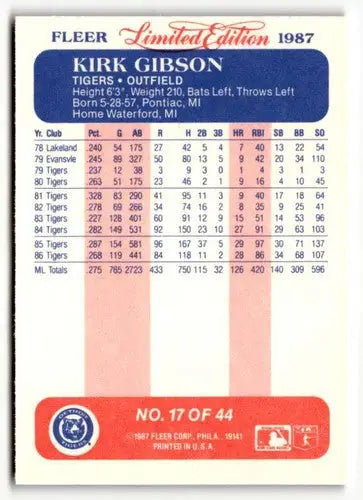 FLEER Limited Edition 1987
KIRK GIBSON
TIGERS • OUTFIELD
Height 6'3", Weight 210, Bats Left, Throws Left
Born 5-28-57, Pontiac, MI
Home Waterford, MI
Yr. Club Pct. G AB R H 2B 3B HR RBI SB BB SO
78 Lakeland .240 54 175 27 42 5 4 7 40 13 22 54
79 Evansvle .245 89 327 50 80 13 5 9 42 20 34 110
79 Tigers .237 12 38 3 9 3 0 1 4 3 1 3
80 Tigers .263 51 175 23 46 2 1 9 16 4 10 45
81 Tigers .328 83 290 41 95 11 3 9 40 17 18 64
82 Tigers .278 69 266 34 74 16 2 8 35 9 25 41
83 Tigers .227 128 401 60 91 12 9 15 51 14 53 96
84 Tigers .282 149 531 92 150 23 10 27 91 29 63 103
85 Tigers .287 154 581 96 167 37 5 29 97 30 71 137
86 Tigers .268 119 441 84 118 11 2 28 86 34 68 107
ML Totals .275 765 2723 433 750 115 32 126 420 140 309 596
DETROIT
TIGERS
NO. 17 OF 44
©1987 FLEER CORP., PHILA. 19141
PRINTED IN U.S.A.